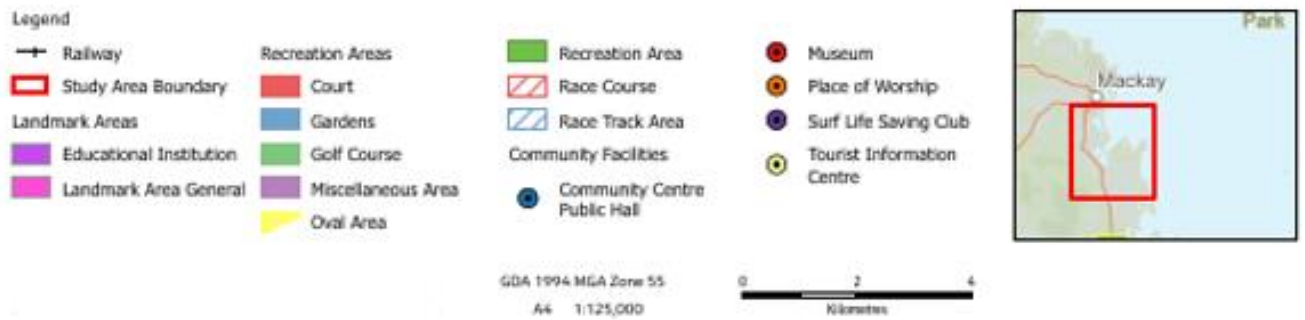 Legend
Railway
Study Area Boundary
Landmark Areas
Educational Institution
Landmark Area General
Recreation Areas
Court
Gardens
Golf Course
Miscellaneous Area
Oval Area
Recreation Area
Race Course
Race Track Area
Community Facilities
Community Centre
Public Hall
Museum
Place of Worship
Surf Life Saving Club
Tourist Information
Centre
Park
Mackay
GDA 1994 MGA Zone 55
A4 1:125,000
0 2 4
Kilometres